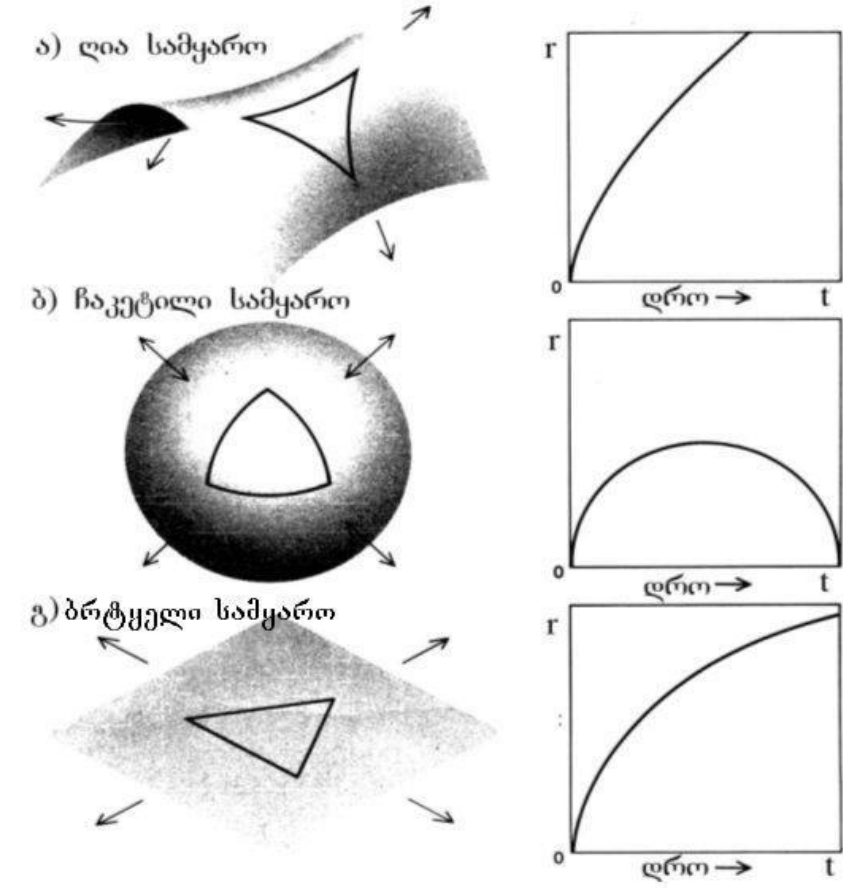 ა) ღია სამყარო
r
0
დრო → t
ბ) ჩაკეტილი სამყარო
r
0
დრო → t
გ) ბრტყელი სამყარო
r
0
დრო → t